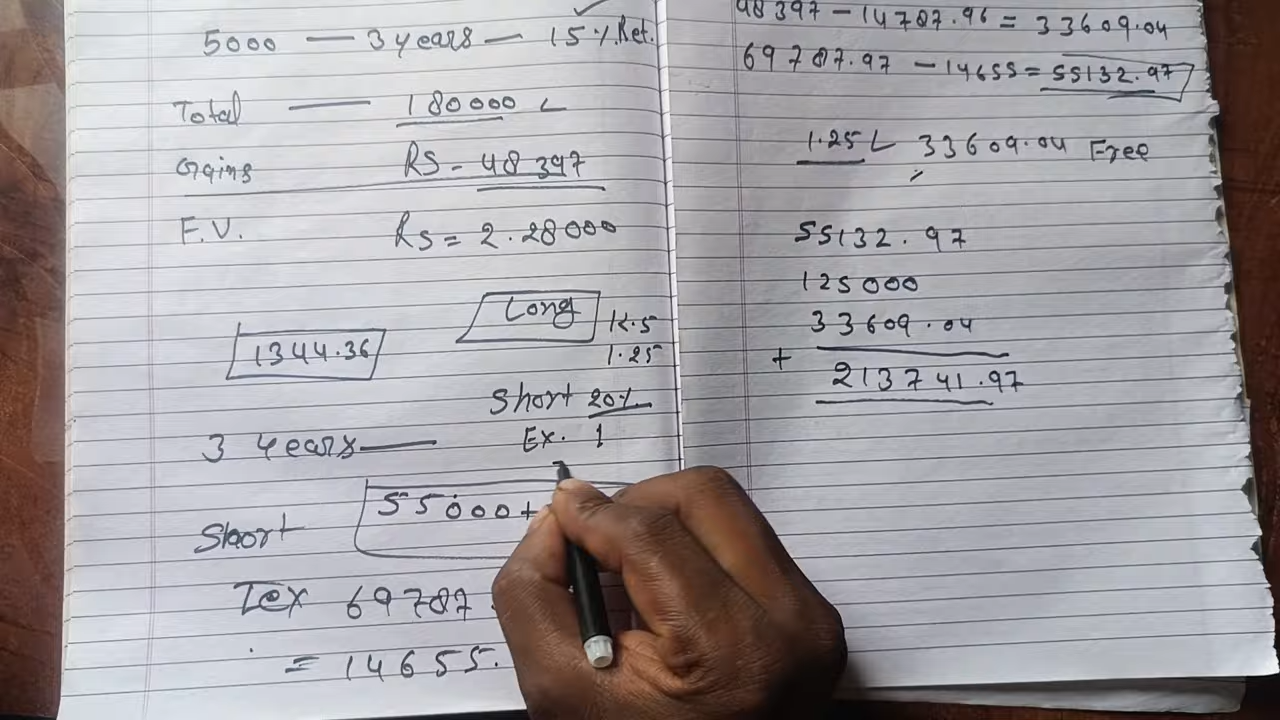 5000 — 3 years — 15 % Ret.
Total — 180000 L
Gains RS - 48397
F.V. RS = 2.28000
Long
1344.36
12.5
1.25
Short 20%
3 years — Ex. 1
Short 55000+
Tex 69787
= 14655.
48397 - 14787.96 = 33609.04
69787.97 - 14655 = 55132.97
1.25 L 33609.04 Free
55132.97
125000
33609.04
+
213741.97